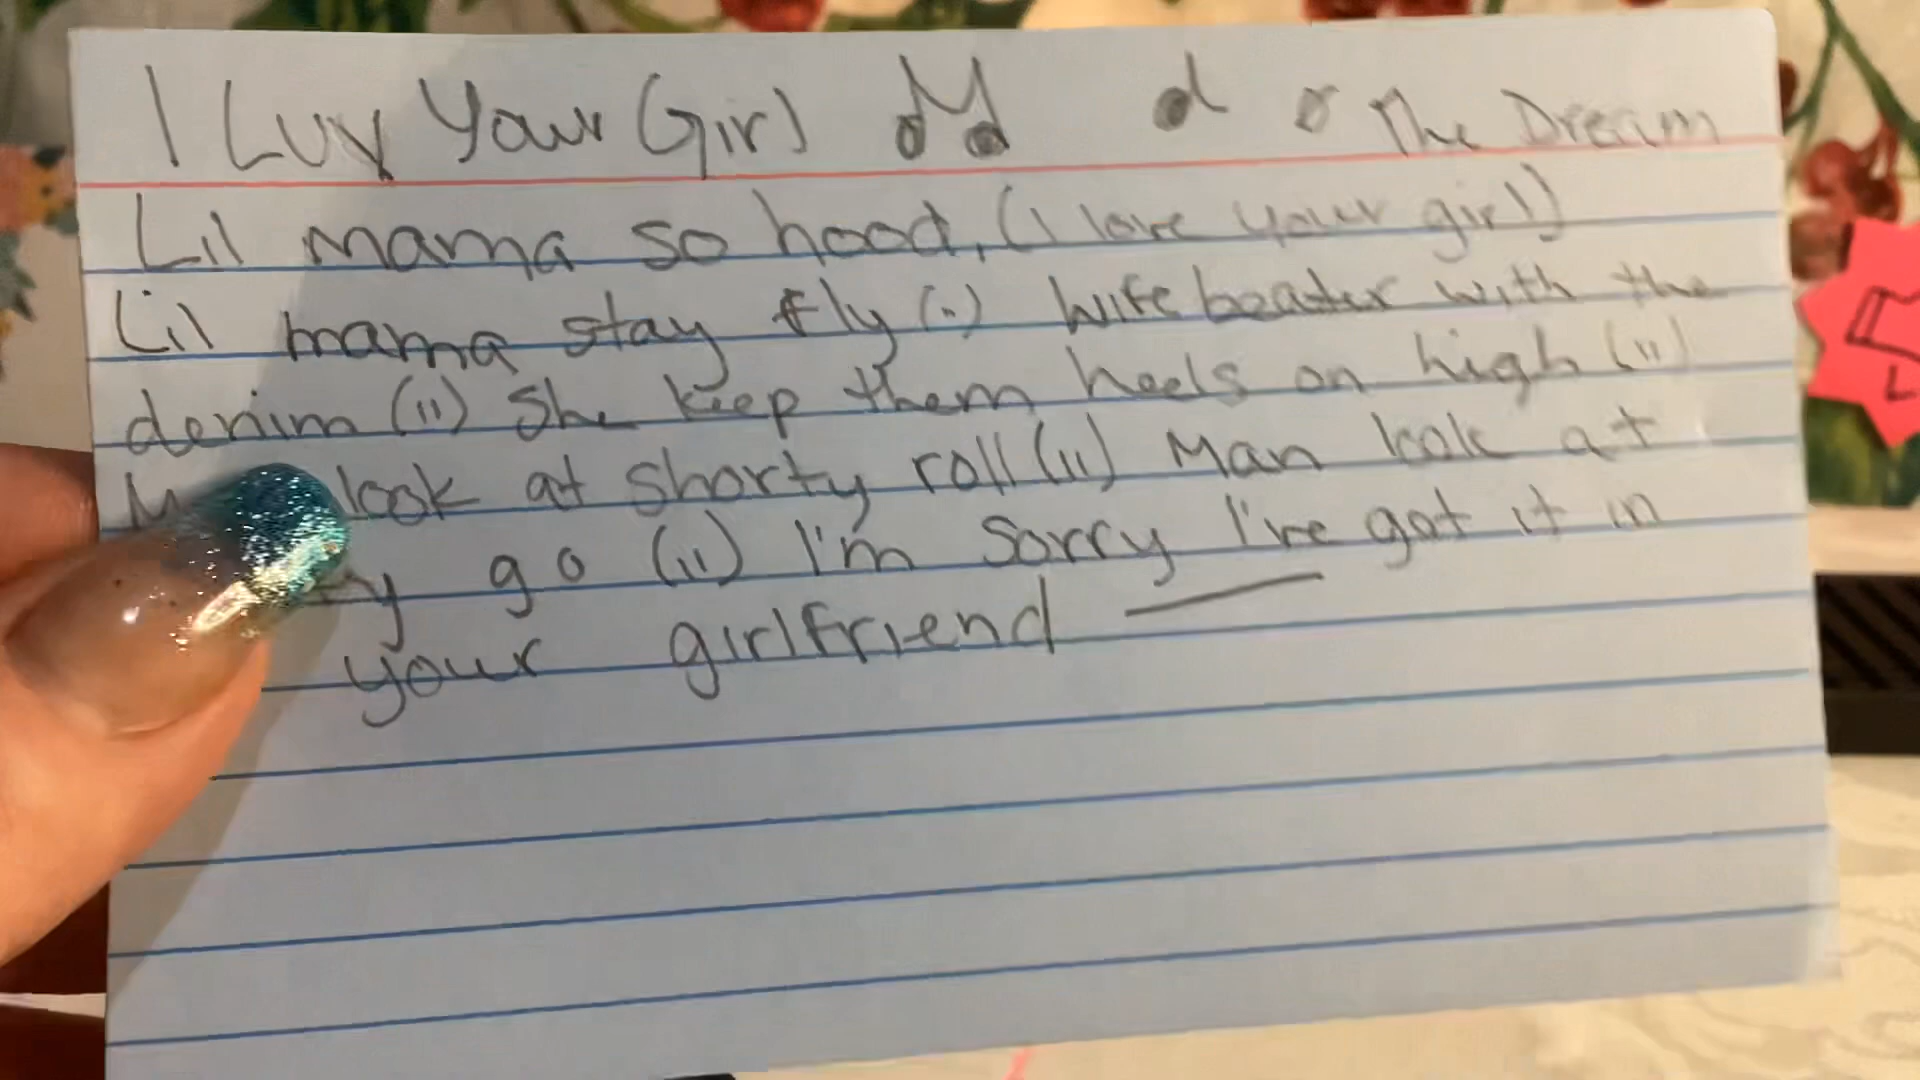 I Luv Your Girl The Dream
Lil mama so hood, (I love your girl)
Lil mama stay fly (") Wife beater with the
denim (") She keep them heels on high (")
look at shorty roll (") Man look at
go (") I'm sorry I've got it in
your girlfriend —